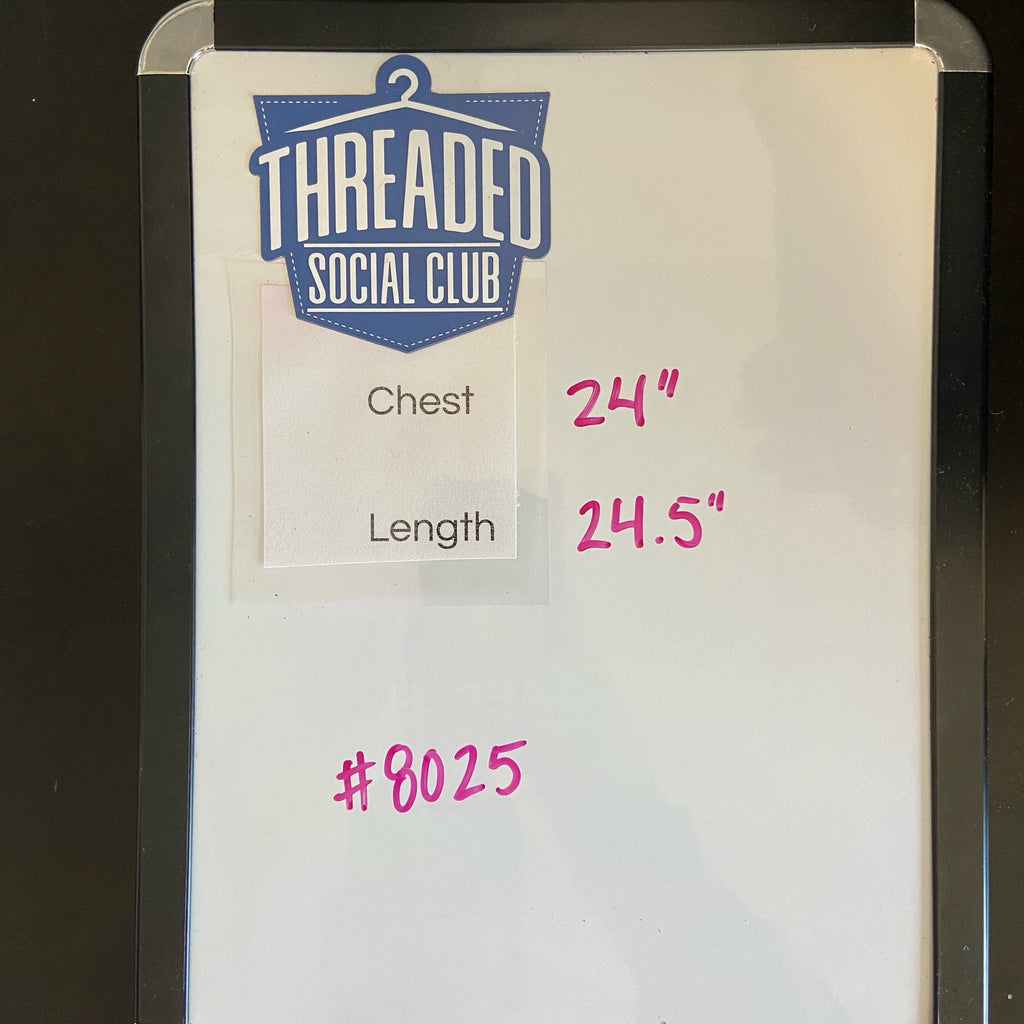 THREADED
SOCIAL CLUB
Chest 24"
Length 24.5"
#8025